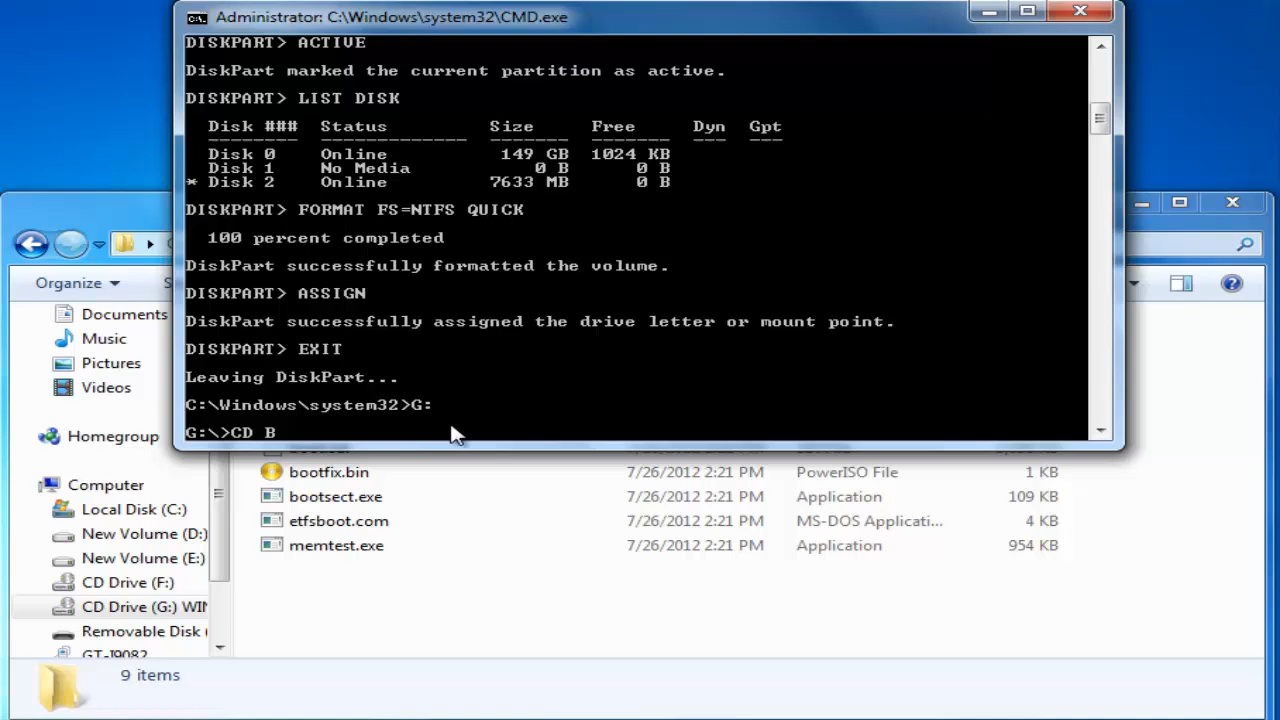 Administrator: C:\Windows\system32\CMD.exe
DISKPART> ACTIVE
DiskPart marked the current partition as active.
DISKPART> LIST DISK
Disk ### Status Size Free Dyn Gpt
Disk 0 Online 149 GB 1024 KB
Disk 1 No Media 0 B 0 B
* Disk 2 Online 7633 MB 0 B
DISKPART> FORMAT FS=NTFS QUICK
100 percent completed
DiskPart successfully formatted the volume.
DISKPART> ASSIGN
DiskPart successfully assigned the drive letter or mount point.
DISKPART> EXIT
Leaving DiskPart...
C:\Windows\system32>G:
G:\>CD B
Organize
Documents
Music
Pictures
Videos
Homegroup
Computer
Local Disk (C:)
New Volume (D:)
New Volume (E:)
CD Drive (F:)
CD Drive (G:) WIN
Removable Disk (
GT-I9082
bootfix.bin 7/26/2012 2:21 PM PowerISO File 1 KB
bootsect.exe 7/26/2012 2:21 PM Application 109 KB
etfsboot.com 7/26/2012 2:21 PM MS-DOS Applicati... 4 KB
memtest.exe 7/26/2012 2:21 PM Application 954 KB
9 items